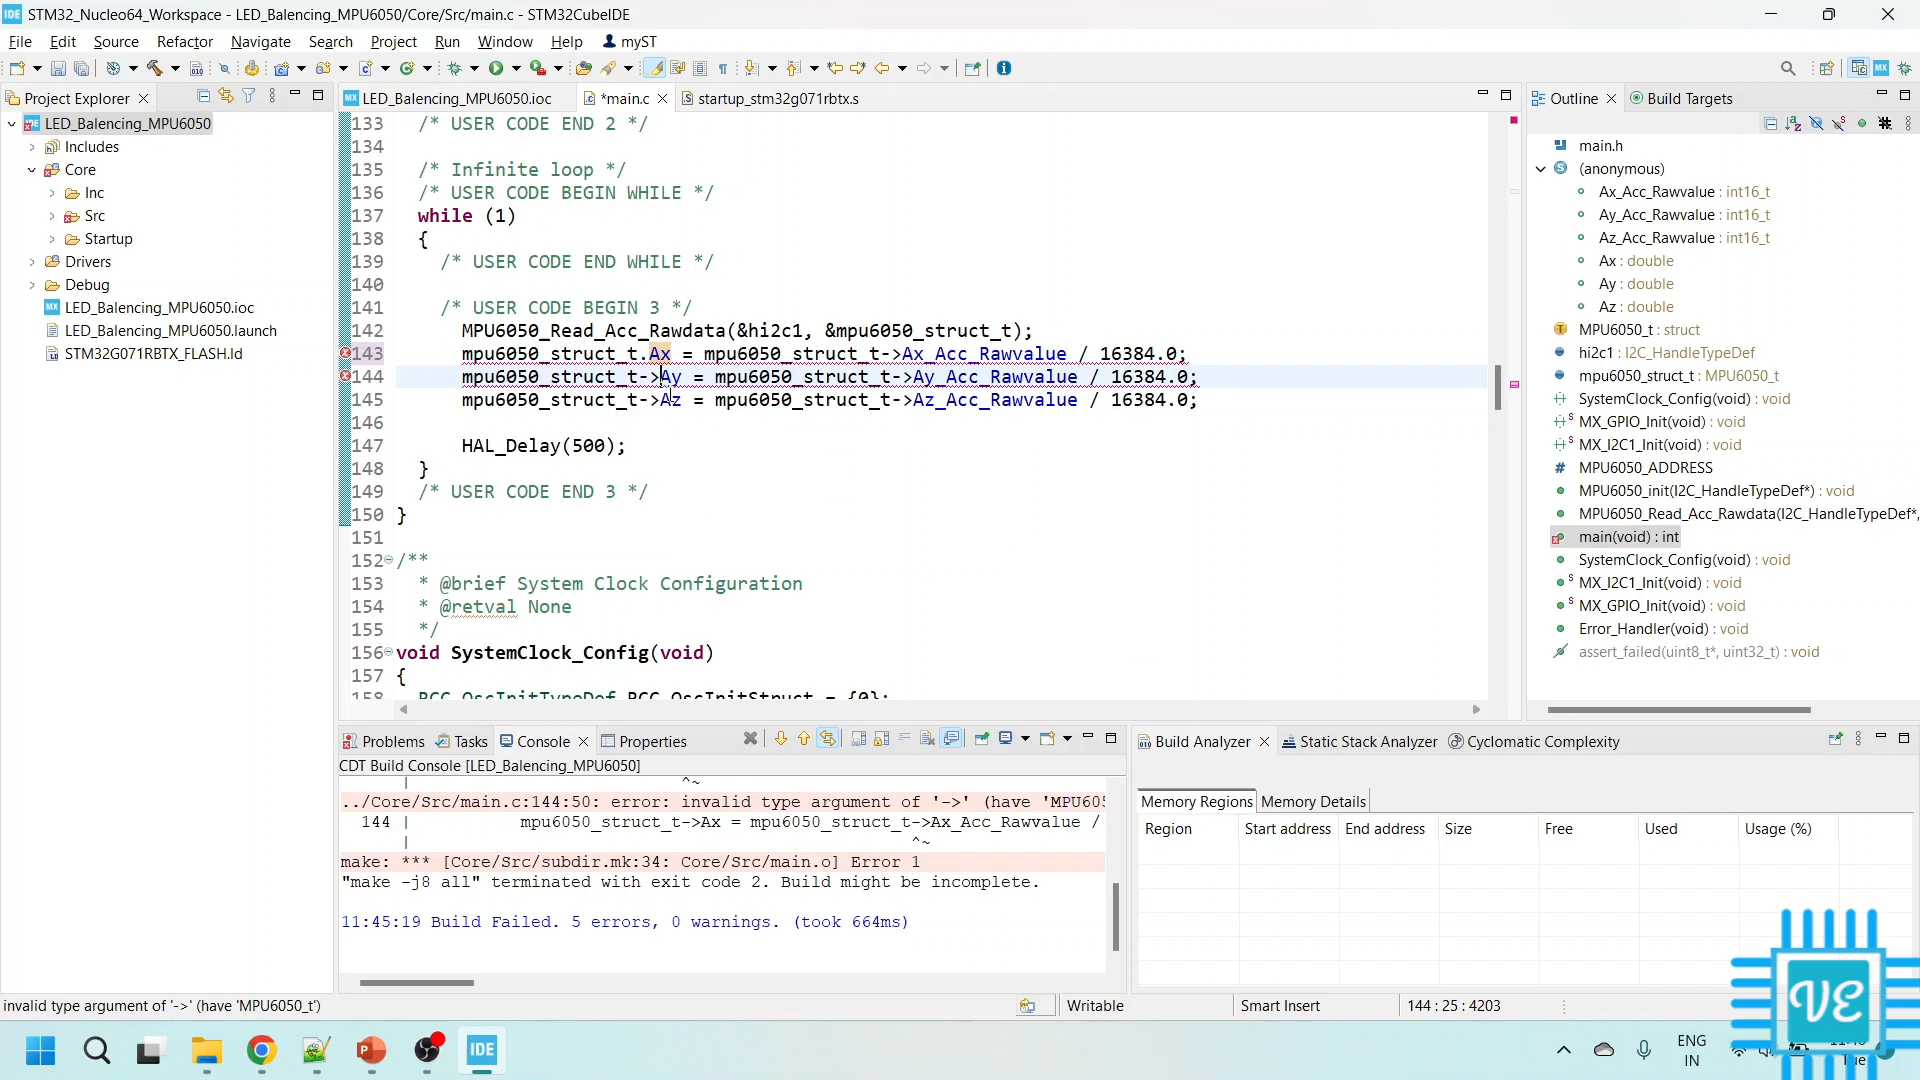 STM32_Nucleo64_Workspace - LED_Balencing_MPU6050/Core/Src/main.c - STM32CubeIDE
File Edit Source Refactor Navigate Search Project Run Window Help myST
Project Explorer
LED_Balencing_MPU6050
Includes
Core
Inc
Src
Startup
Drivers
Debug
LED_Balencing_MPU6050.ioc
LED_Balencing_MPU6050.launch
STM32G071RBTX_FLASH.ld
LED_Balencing_MPU6050.ioc *main.c startup_stm32g071rbtx.s
133 /* USER CODE END 2 */
134
135 /* Infinite loop */
136 /* USER CODE BEGIN WHILE */
137 while (1)
138 {
139 /* USER CODE END WHILE */
140
141 /* USER CODE BEGIN 3 */
142 MPU6050_Read_Acc_Rawdata(&hi2c1, &mpu6050_struct_t);
143 mpu6050_struct_t.Ax = mpu6050_struct_t->Ax_Acc_Rawvalue / 16384.0;
144 mpu6050_struct_t->Ay = mpu6050_struct_t->Ay_Acc_Rawvalue / 16384.0;
145 mpu6050_struct_t->Az = mpu6050_struct_t->Az_Acc_Rawvalue / 16384.0;
146
147 HAL_Delay(500);
148 }
149 /* USER CODE END 3 */
150 }
151
152 /**
153 * @brief System Clock Configuration
154 * @retval None
155 */
156 void SystemClock_Config(void)
157 {
158 RCC_OscInitTypeDef RCC_OscInitStruct = {0};
Outline Build Targets
main.h
(anonymous)
Ax_Acc_Rawvalue : int16_t
Ay_Acc_Rawvalue : int16_t
Az_Acc_Rawvalue : int16_t
Ax : double
Ay : double
Az : double
MPU6050_t : struct
hi2c1 : I2C_HandleTypeDef
mpu6050_struct_t : MPU6050_t
SystemClock_Config(void) : void
MX_GPIO_Init(void) : void
MX_I2C1_Init(void) : void
MPU6050_ADDRESS
MPU6050_init(I2C_HandleTypeDef*) : void
MPU6050_Read_Acc_Rawdata(I2C_HandleTypeDef*,
main(void) : int
SystemClock_Config(void) : void
MX_I2C1_Init(void) : void
MX_GPIO_Init(void) : void
Error_Handler(void) : void
assert_failed(uint8_t*, uint32_t) : void
Problems Tasks Console Properties
CDT Build Console [LED_Balencing_MPU6050]
| ^~
../Core/Src/main.c:144:50: error: invalid type argument of '->' (have 'MPU605
144 | mpu6050_struct_t->Ax = mpu6050_struct_t->Ax_Acc_Rawvalue /
| ^~
make: *** [Core/Src/subdir.mk:34: Core/Src/main.o] Error 1
"make -j8 all" terminated with exit code 2. Build might be incomplete.
11:45:19 Build Failed. 5 errors, 0 warnings. (took 664ms)
Build Analyzer Static Stack Analyzer Cyclomatic Complexity
Memory Regions Memory Details
Region Start address End address Size Free Used Usage (%)
invalid type argument of '->' (have 'MPU6050_t') Writable Smart Insert 144 : 25 : 4203
IDE
ENG
IN
VE